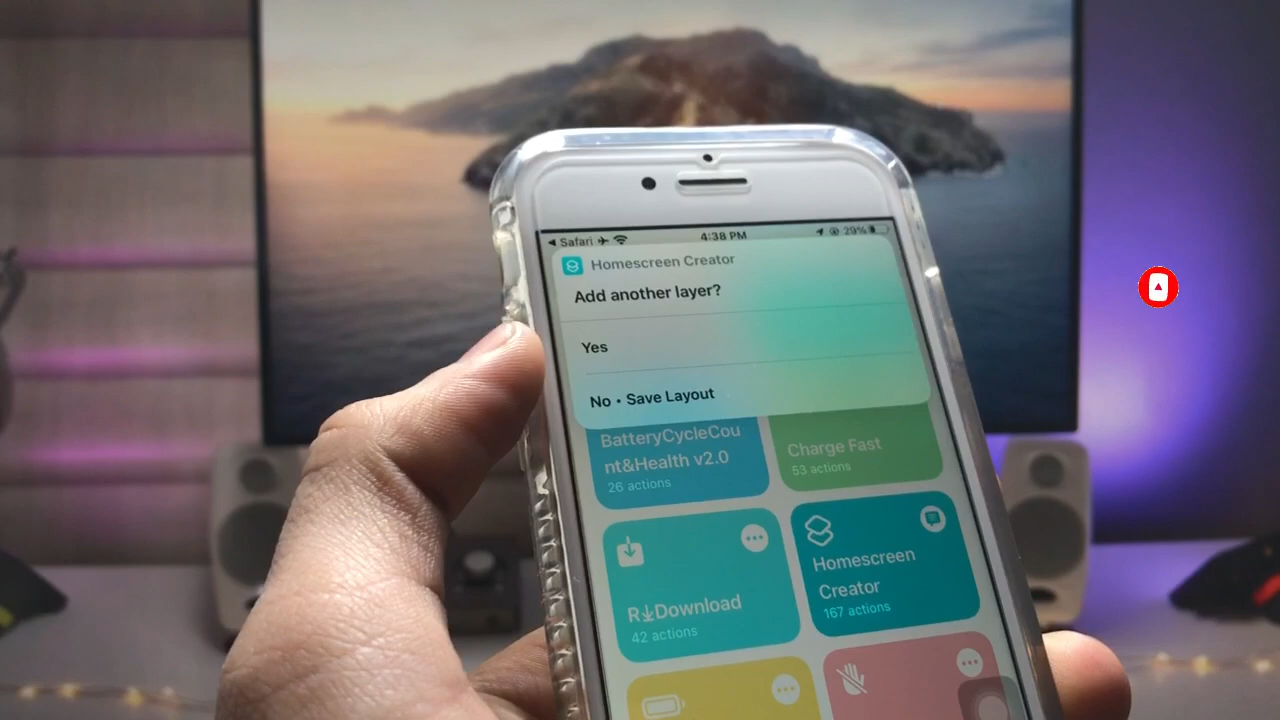 Safari
4:38 PM
29%
Homescreen Creator
Add another layer?
Yes
No • Save Layout
BatteryCycleCou
nt&Health v2.0
26 actions
Charge Fast
53 actions
R↓Download
42 actions
Homescreen
Creator
167 actions